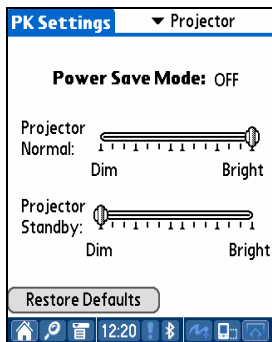 PK Settings ▼ Projector
Power Save Mode: OFF
Projector
Normal:
Dim Bright
Projector
Standby:
Dim Bright
Restore Defaults
12:20